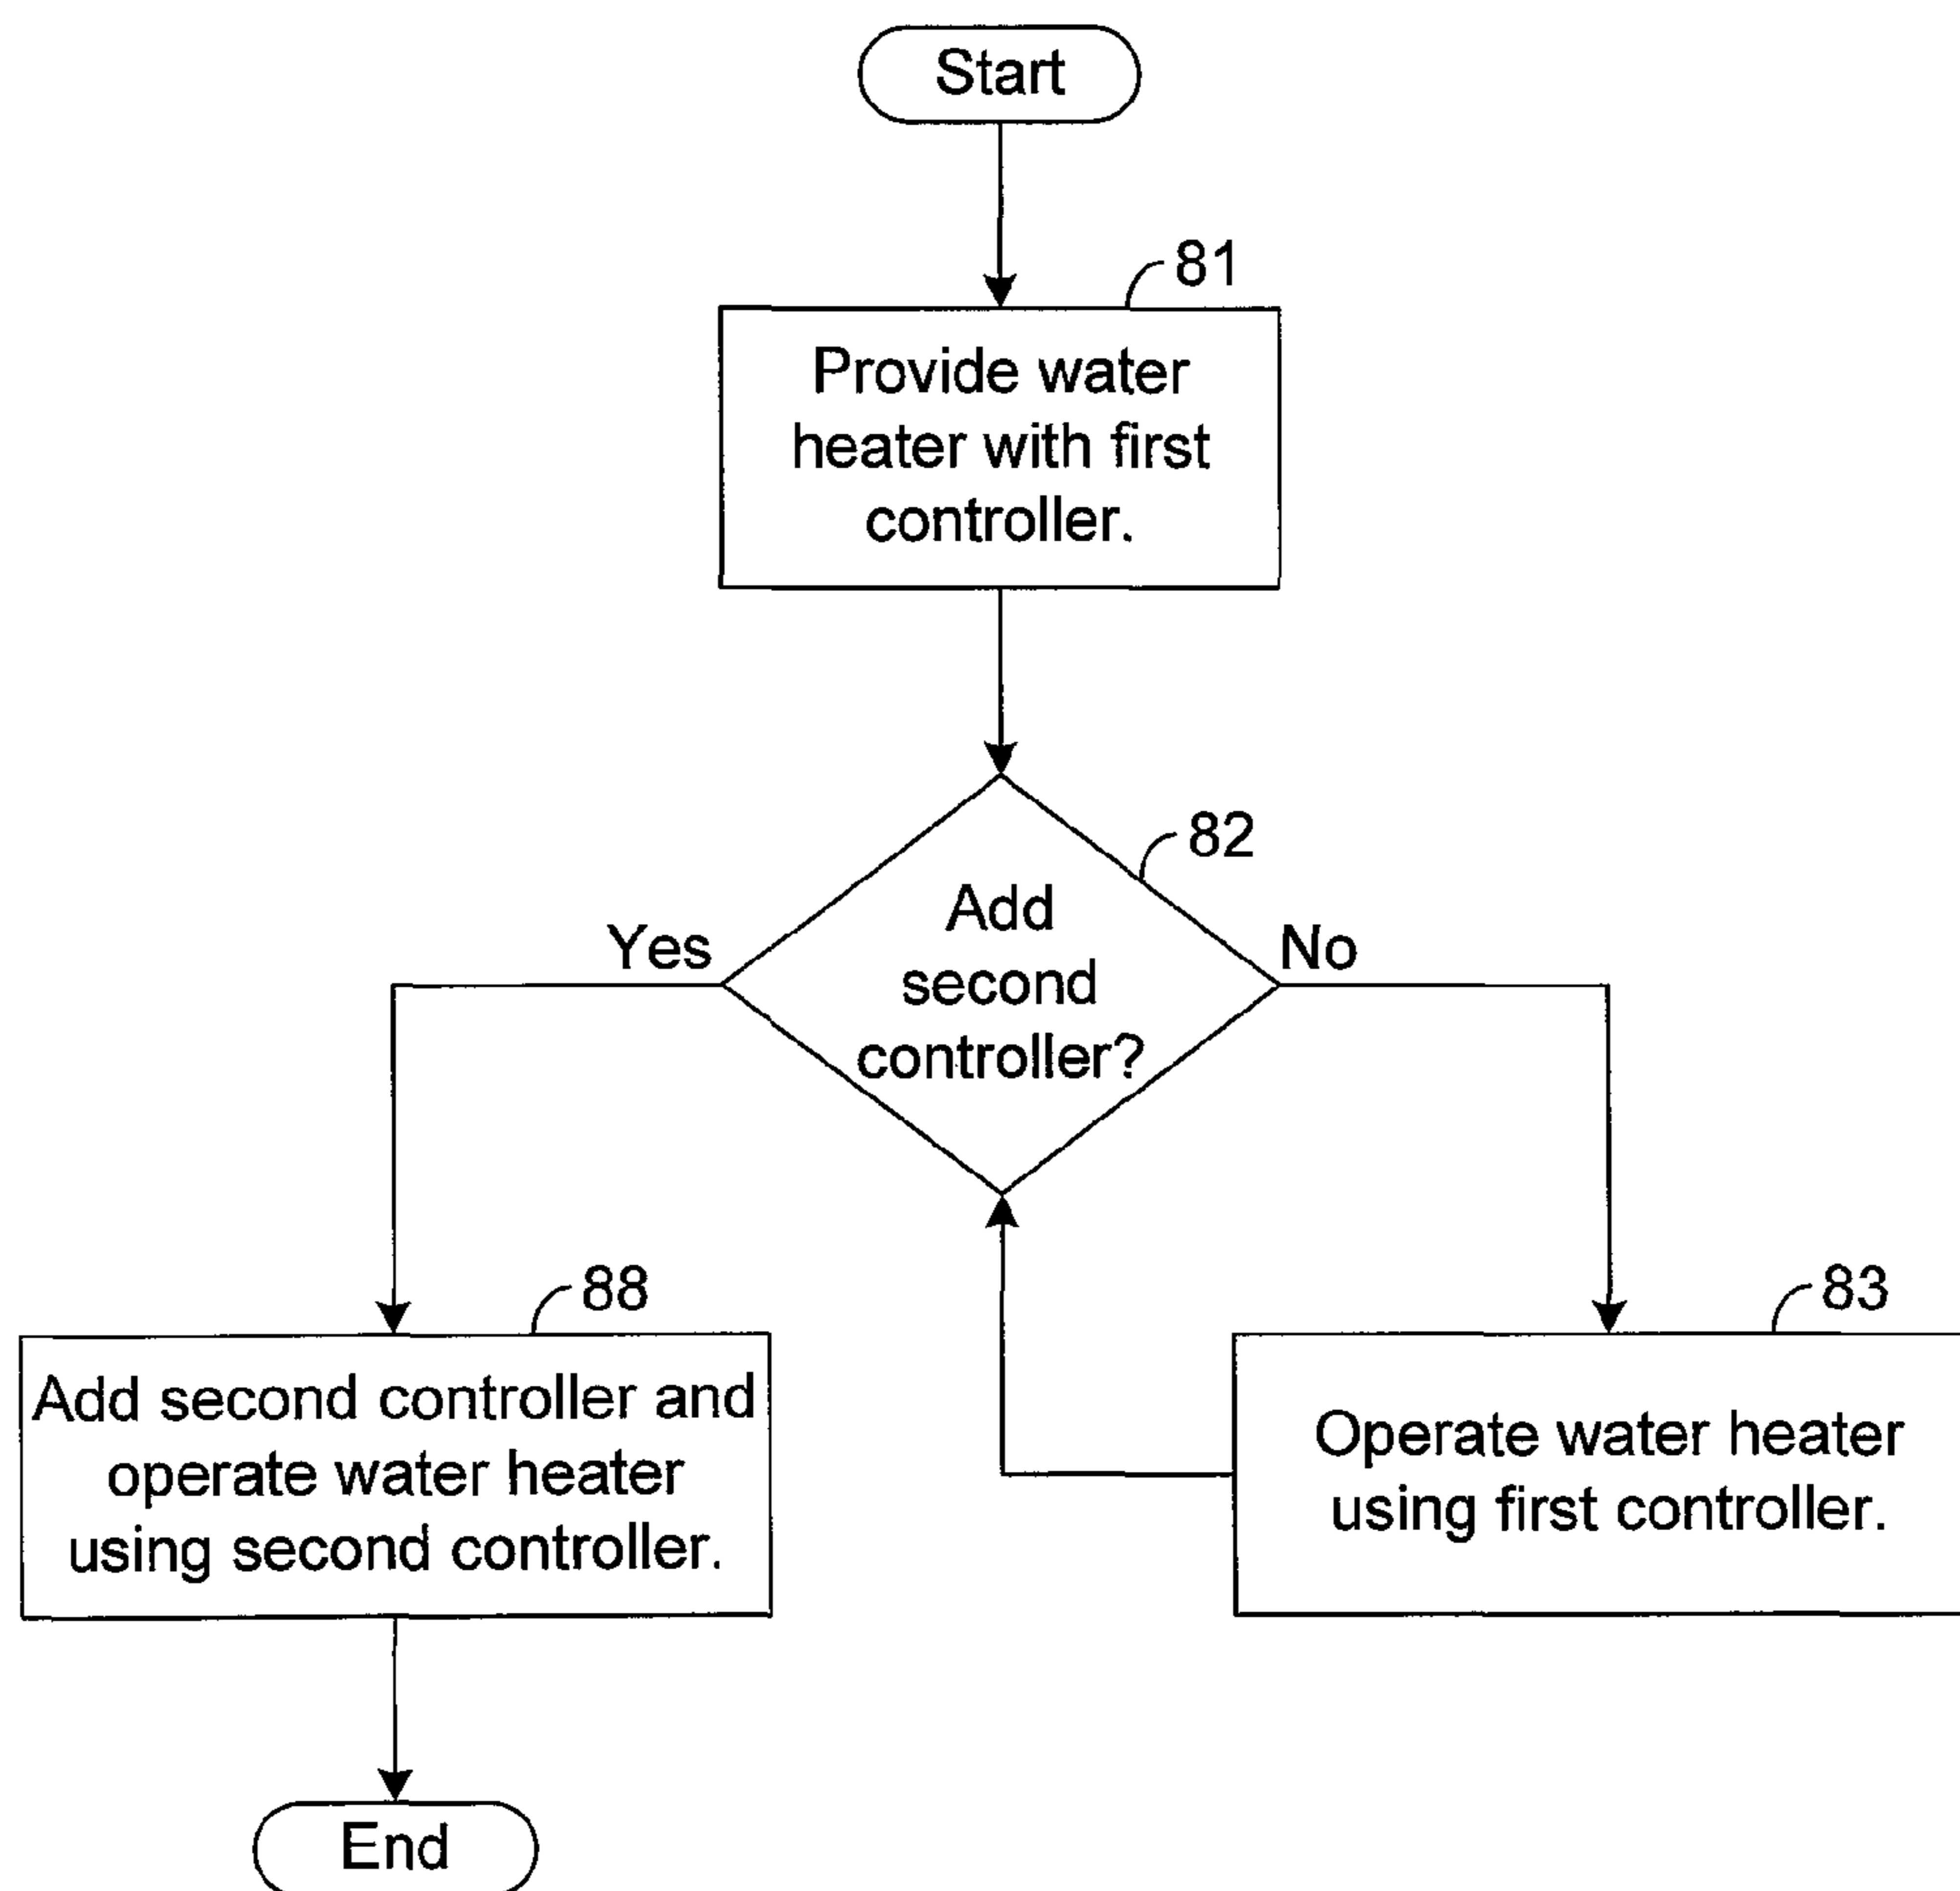 Start
81
Provide water
heater with first
controller.
82
Add
second
controller?
Yes
No
88
Add second controller and
operate water heater
using second controller.
83
Operate water heater
using first controller.
End